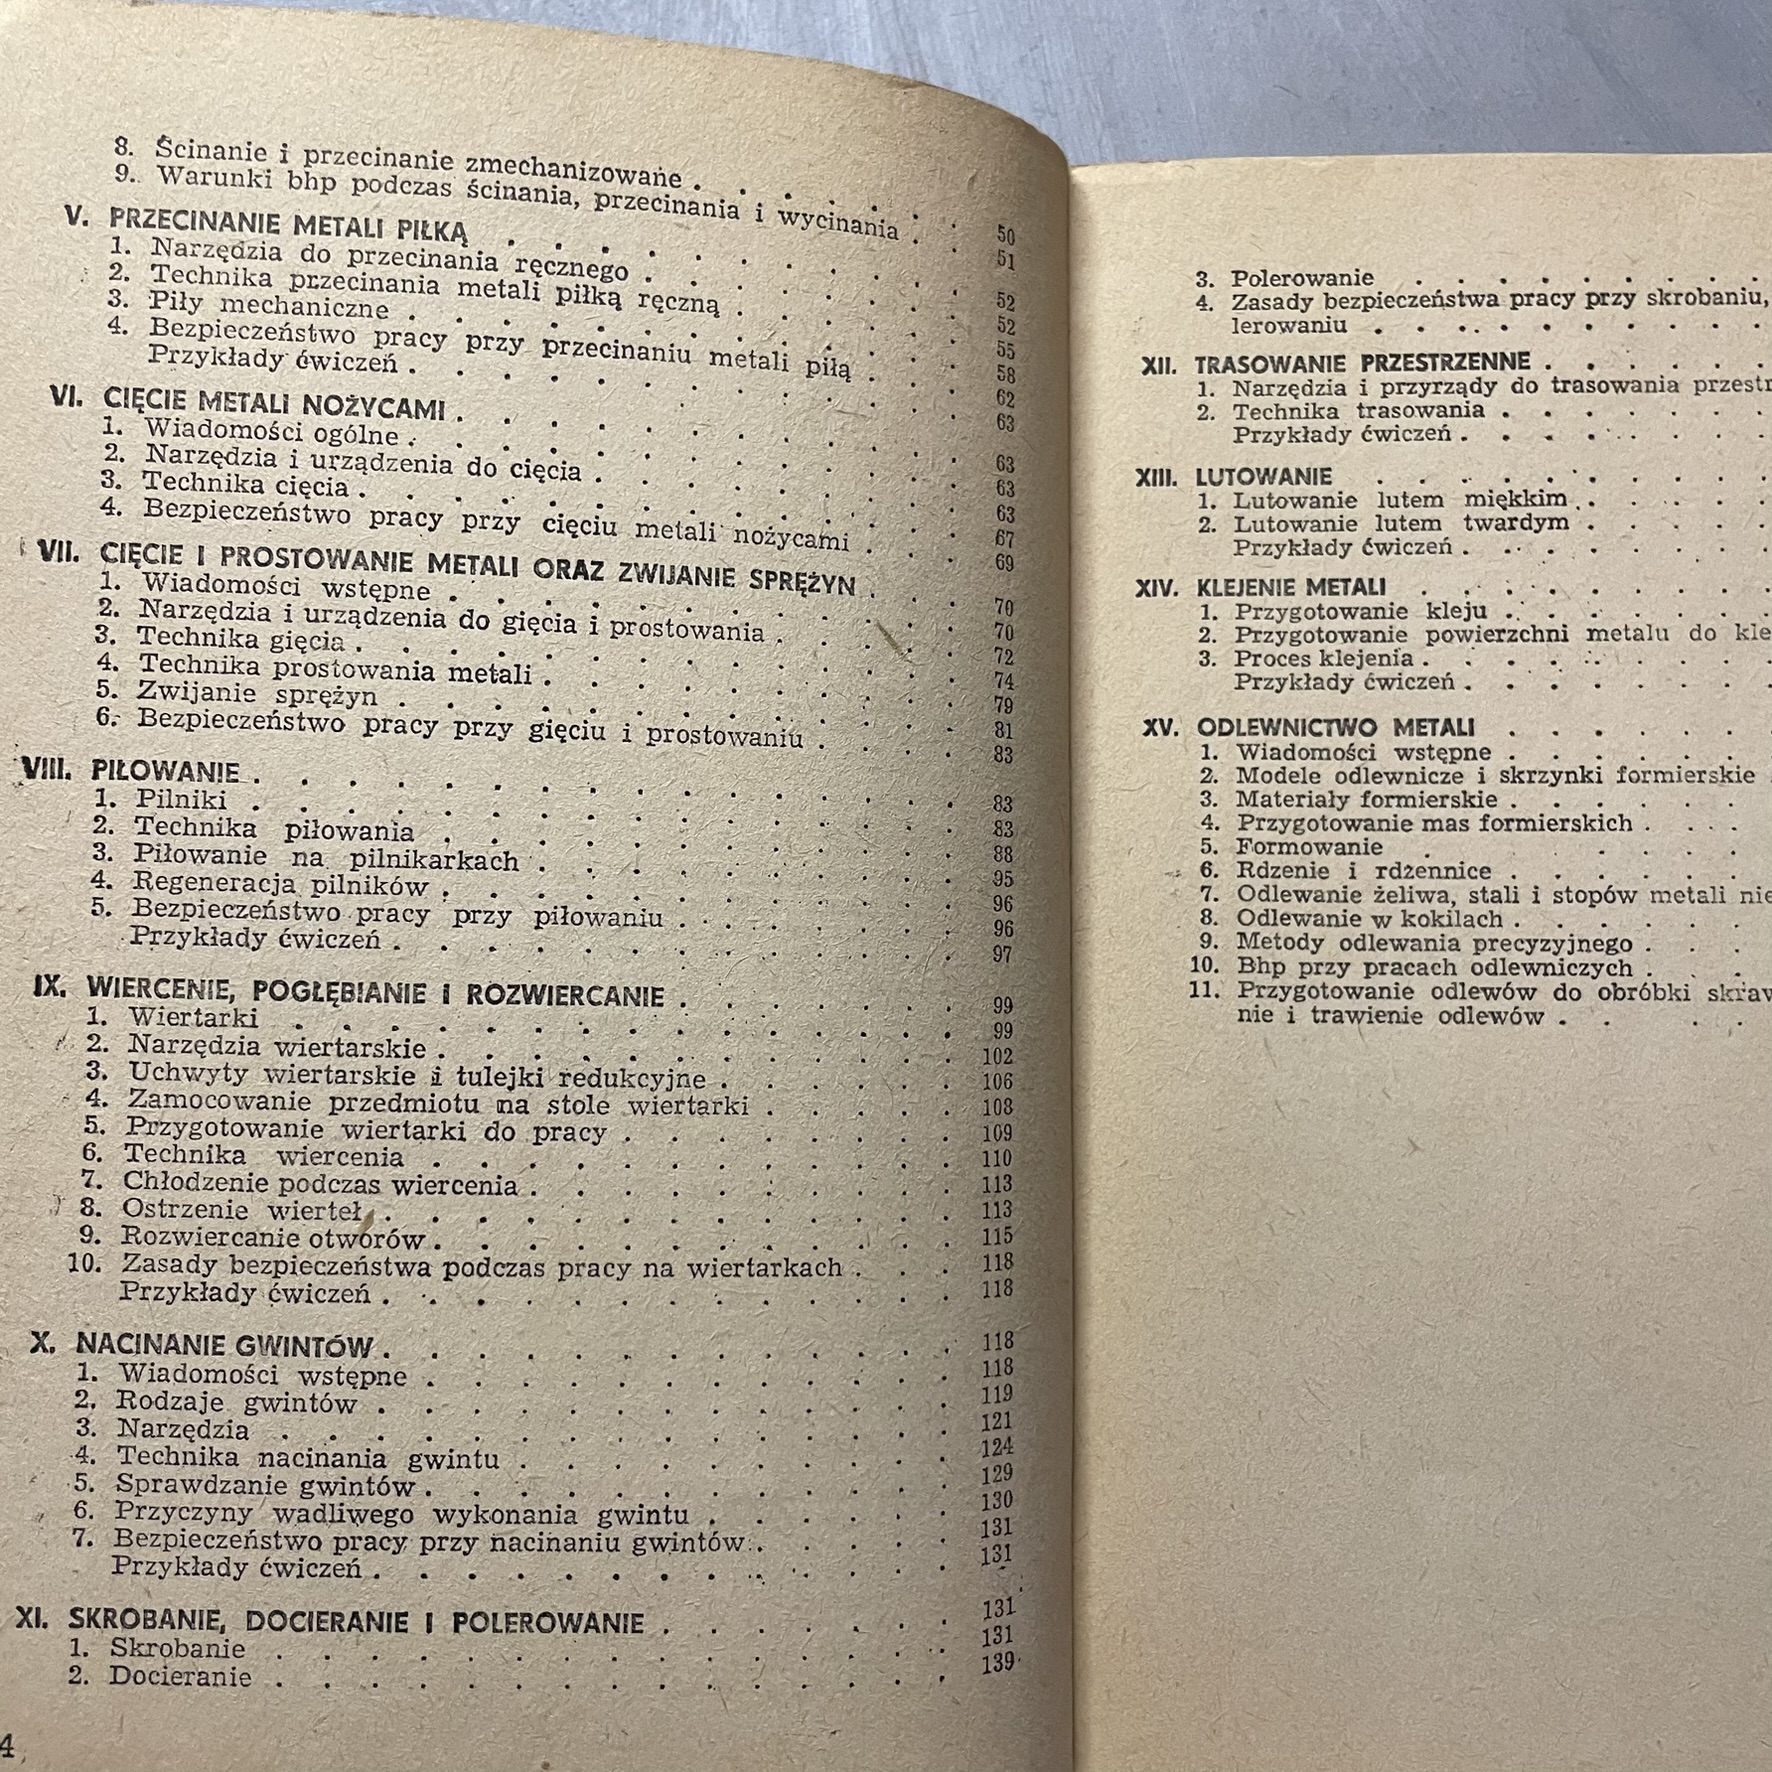 8. Ścinanie i przecinanie zmechanizowane . . . . . . 50
9. Warunki bhp podczas ścinania, przecinania i wycinania . . 51
V. PRZECINANIE METALI PIŁKĄ . . . . . . . . . . 52
1. Narzędzia do przecinania ręcznego . . . . . . . 52
2. Technika przecinania metali piłką ręczną . . . . . 55
3. Piły mechaniczne . . . . . . . . . . . . 58
4. Bezpieczeństwo pracy przy przecinaniu metali piłą . . . 62
Przykłady ćwiczeń . . . . . . . . . . . . 63
VI. CIĘCIE METALI NOŻYCAMI . . . . . . . . . . . 63
1. Wiadomości ogólne . . . . . . . . . . . . 63
2. Narzędzia i urządzenia do cięcia . . . . . . . . 63
3. Technika cięcia . . . . . . . . . . . . . 67
4. Bezpieczeństwo pracy przy cięciu metali nożycami . . . 69
VII. CIĘCIE I PROSTOWANIE METALI ORAZ ZWIJANIE SPRĘŻYN . . . 70
1. Wiadomości wstępne . . . . . . . . . . . 70
2. Narzędzia i urządzenia do gięcia i prostowania . . . . 72
3. Technika gięcia . . . . . . . . . . . . . 74
4. Technika prostowania metali . . . . . . . . . 79
5. Zwijanie sprężyn . . . . . . . . . . . . 81
6. Bezpieczeństwo pracy przy gięciu i prostowaniu . . . . 83
VIII. PIŁOWANIE . . . . . . . . . . . . . . . 83
1. Pilniki . . . . . . . . . . . . . . . 83
2. Technika piłowania . . . . . . . . . . . 88
3. Piłowanie na pilnikarkach . . . . . . . . . 95
4. Regeneracja pilników . . . . . . . . . . . 96
5. Bezpieczeństwo pracy przy piłowaniu . . . . . . 96
Przykłady ćwiczeń . . . . . . . . . . . . 97
IX. WIERCENIE, POGŁĘBIANIE I ROZWIERCANIE . . . . . . 99
1. Wiertarki . . . . . . . . . . . . . . 99
2. Narzędzia wiertarskie . . . . . . . . . . . 102
3. Uchwyty wiertarskie i tulejki redukcyjne . . . . . . 106
4. Zamocowanie przedmiotu na stole wiertarki . . . . . 108
5. Przygotowanie wiertarki do pracy . . . . . . . . 109
6. Technika wiercenia . . . . . . . . . . . 110
7. Chłodzenie podczas wiercenia . . . . . . . . . 113
8. Ostrzenie wierteł . . . . . . . . . . . . 113
9. Rozwiercanie otworów . . . . . . . . . . . 115
10. Zasady bezpieczeństwa podczas pracy na wiertarkach . . . 118
Przykłady ćwiczeń . . . . . . . . . . . . 118
X. NACINANIE GWINTÓW . . . . . . . . . . . . 118
1. Wiadomości wstępne . . . . . . . . . . . 118
2. Rodzaje gwintów . . . . . . . . . . . . 119
3. Narzędzia . . . . . . . . . . . . . . 121
4. Technika nacinania gwintu . . . . . . . . . 124
5. Sprawdzanie gwintów . . . . . . . . . . . 129
6. Przyczyny wadliwego wykonania gwintu . . . . . . 130
7. Bezpieczeństwo pracy przy nacinaniu gwintów . . . . . 131
Przykłady ćwiczeń . . . . . . . . . . . . 131
XI. SKROBANIE, DOCIERANIE I POLEROWANIE . . . . . . . 131
1. Skrobanie . . . . . . . . . . . . . . 131
2. Docieranie . . . . . . . . . . . . . . 139
4
3. Polerowanie . . . . . . . .
4. Zasady bezpieczeństwa pracy przy skrobaniu,
lerowaniu . . . . . . . . .
XII. TRASOWANIE PRZESTRZENNE . . . . . .
1. Narzędzia i przyrządy do trasowania przestr
2. Technika trasowania . . . . . . .
Przykłady ćwiczeń . . . . . . . .
XIII. LUTOWANIE . . . . . . . . . .
1. Lutowanie lutem miękkim . . . . . .
2. Lutowanie lutem twardym . . . . . .
Przykłady ćwiczeń . . . . . . . .
XIV. KLEJENIE METALI . . . . . . . . .
1. Przygotowanie kleju . . . . . . .
2. Przygotowanie powierzchni metalu do kle
3. Proces klejenia . . . . . . . . .
Przykłady ćwiczeń . . . . . . . .
XV. ODLEWNICTWO METALI . . . . . . .
1. Wiadomości wstępne . . . . . . .
2. Modele odlewnicze i skrzynki formierskie .
3. Materiały formierskie . . . . . . .
4. Przygotowanie mas formierskich . . . .
5. Formowanie . . . . . . . . .
6. Rdzenie i rdzennice . . . . . . .
7. Odlewanie żeliwa, stali i stopów metali nie
8. Odlewanie w kokilach . . . . . . .
9. Metody odlewania precyzyjnego . . . .
10. Bhp przy pracach odlewniczych . . . .
11. Przygotowanie odlewów do obróbki skraw
nie i trawienie odlewów . . . . . .